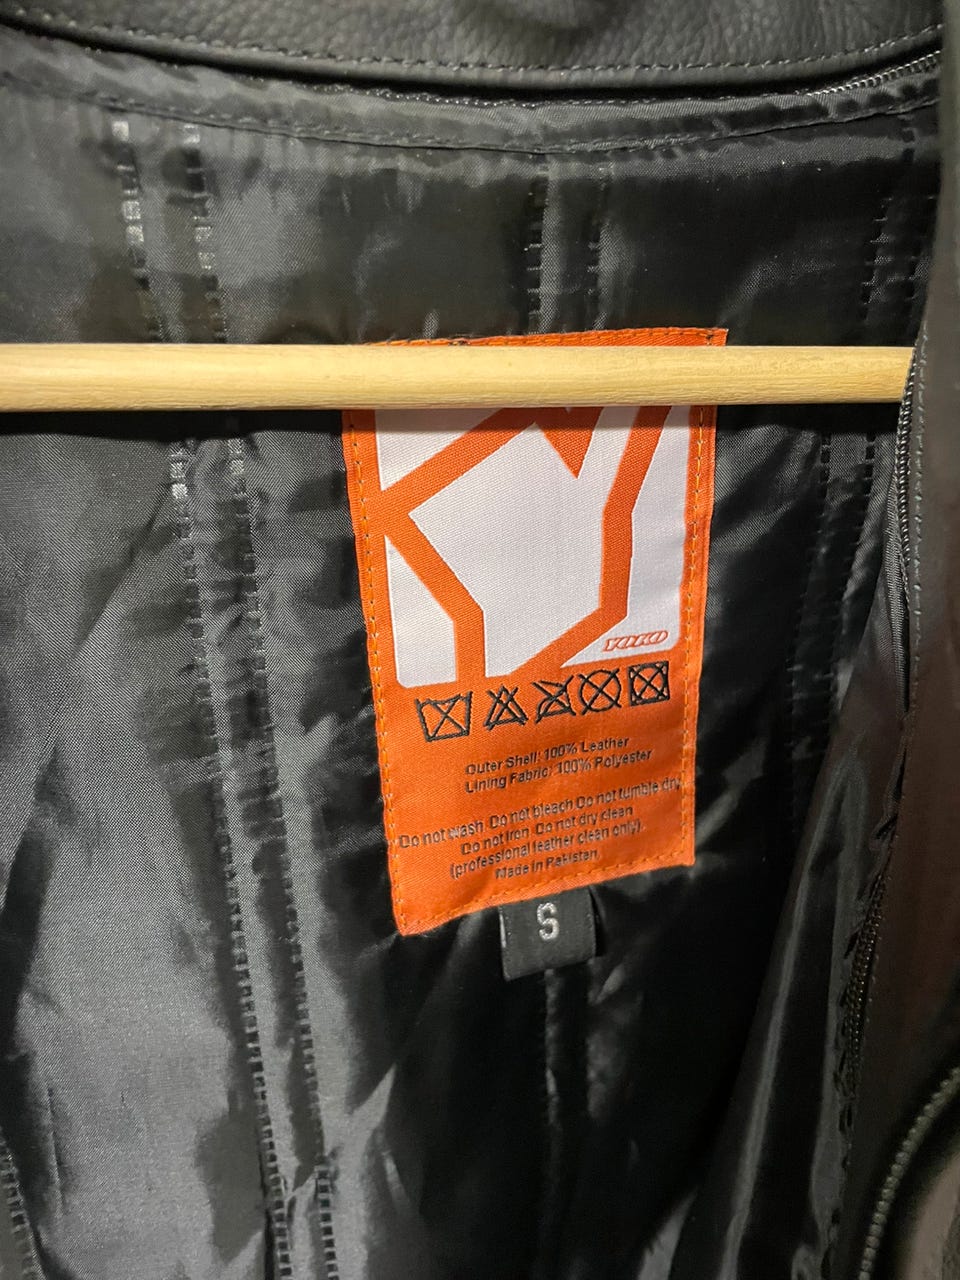 YOKO
Outer Shell: 100% Leather
Lining Fabric: 100% Polyester
Do not wash Do not bleach Do not tumble dry
Do not Iron Do not dry clean
(professional leather clean only).
Made in Pakistan.
S